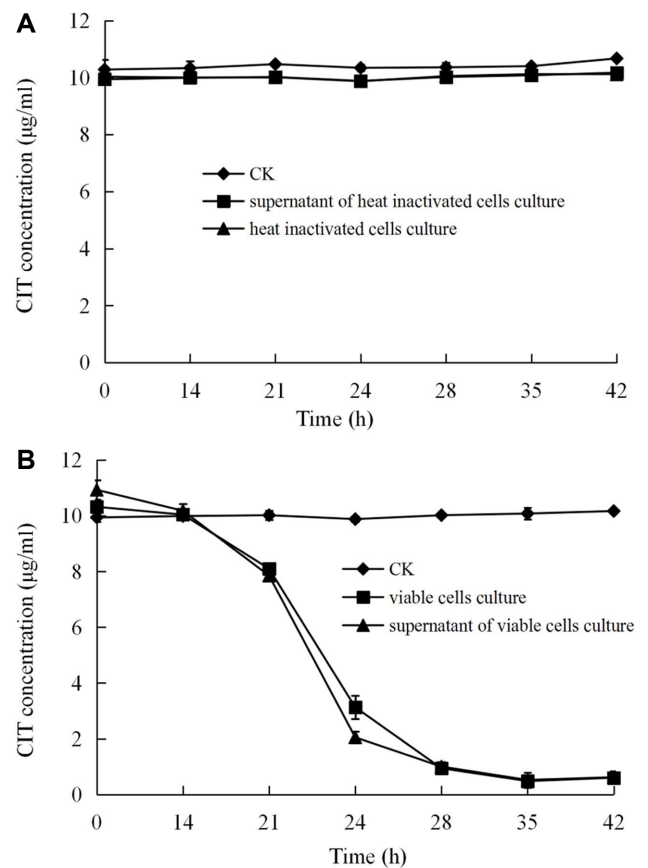 A
12
10
8
6
4
2
0
CIT concentration (μg/ml)
CK
supernatant of heat inactivated cells culture
heat inactivated cells culture
0 14 21 24 28 35 42
Time (h)
B
12
10
8
6
4
2
0
CIT concentration (μg/ml)
CK
viable cells culture
supernatant of viable cells culture
0 14 21 24 28 35 42
Time (h)